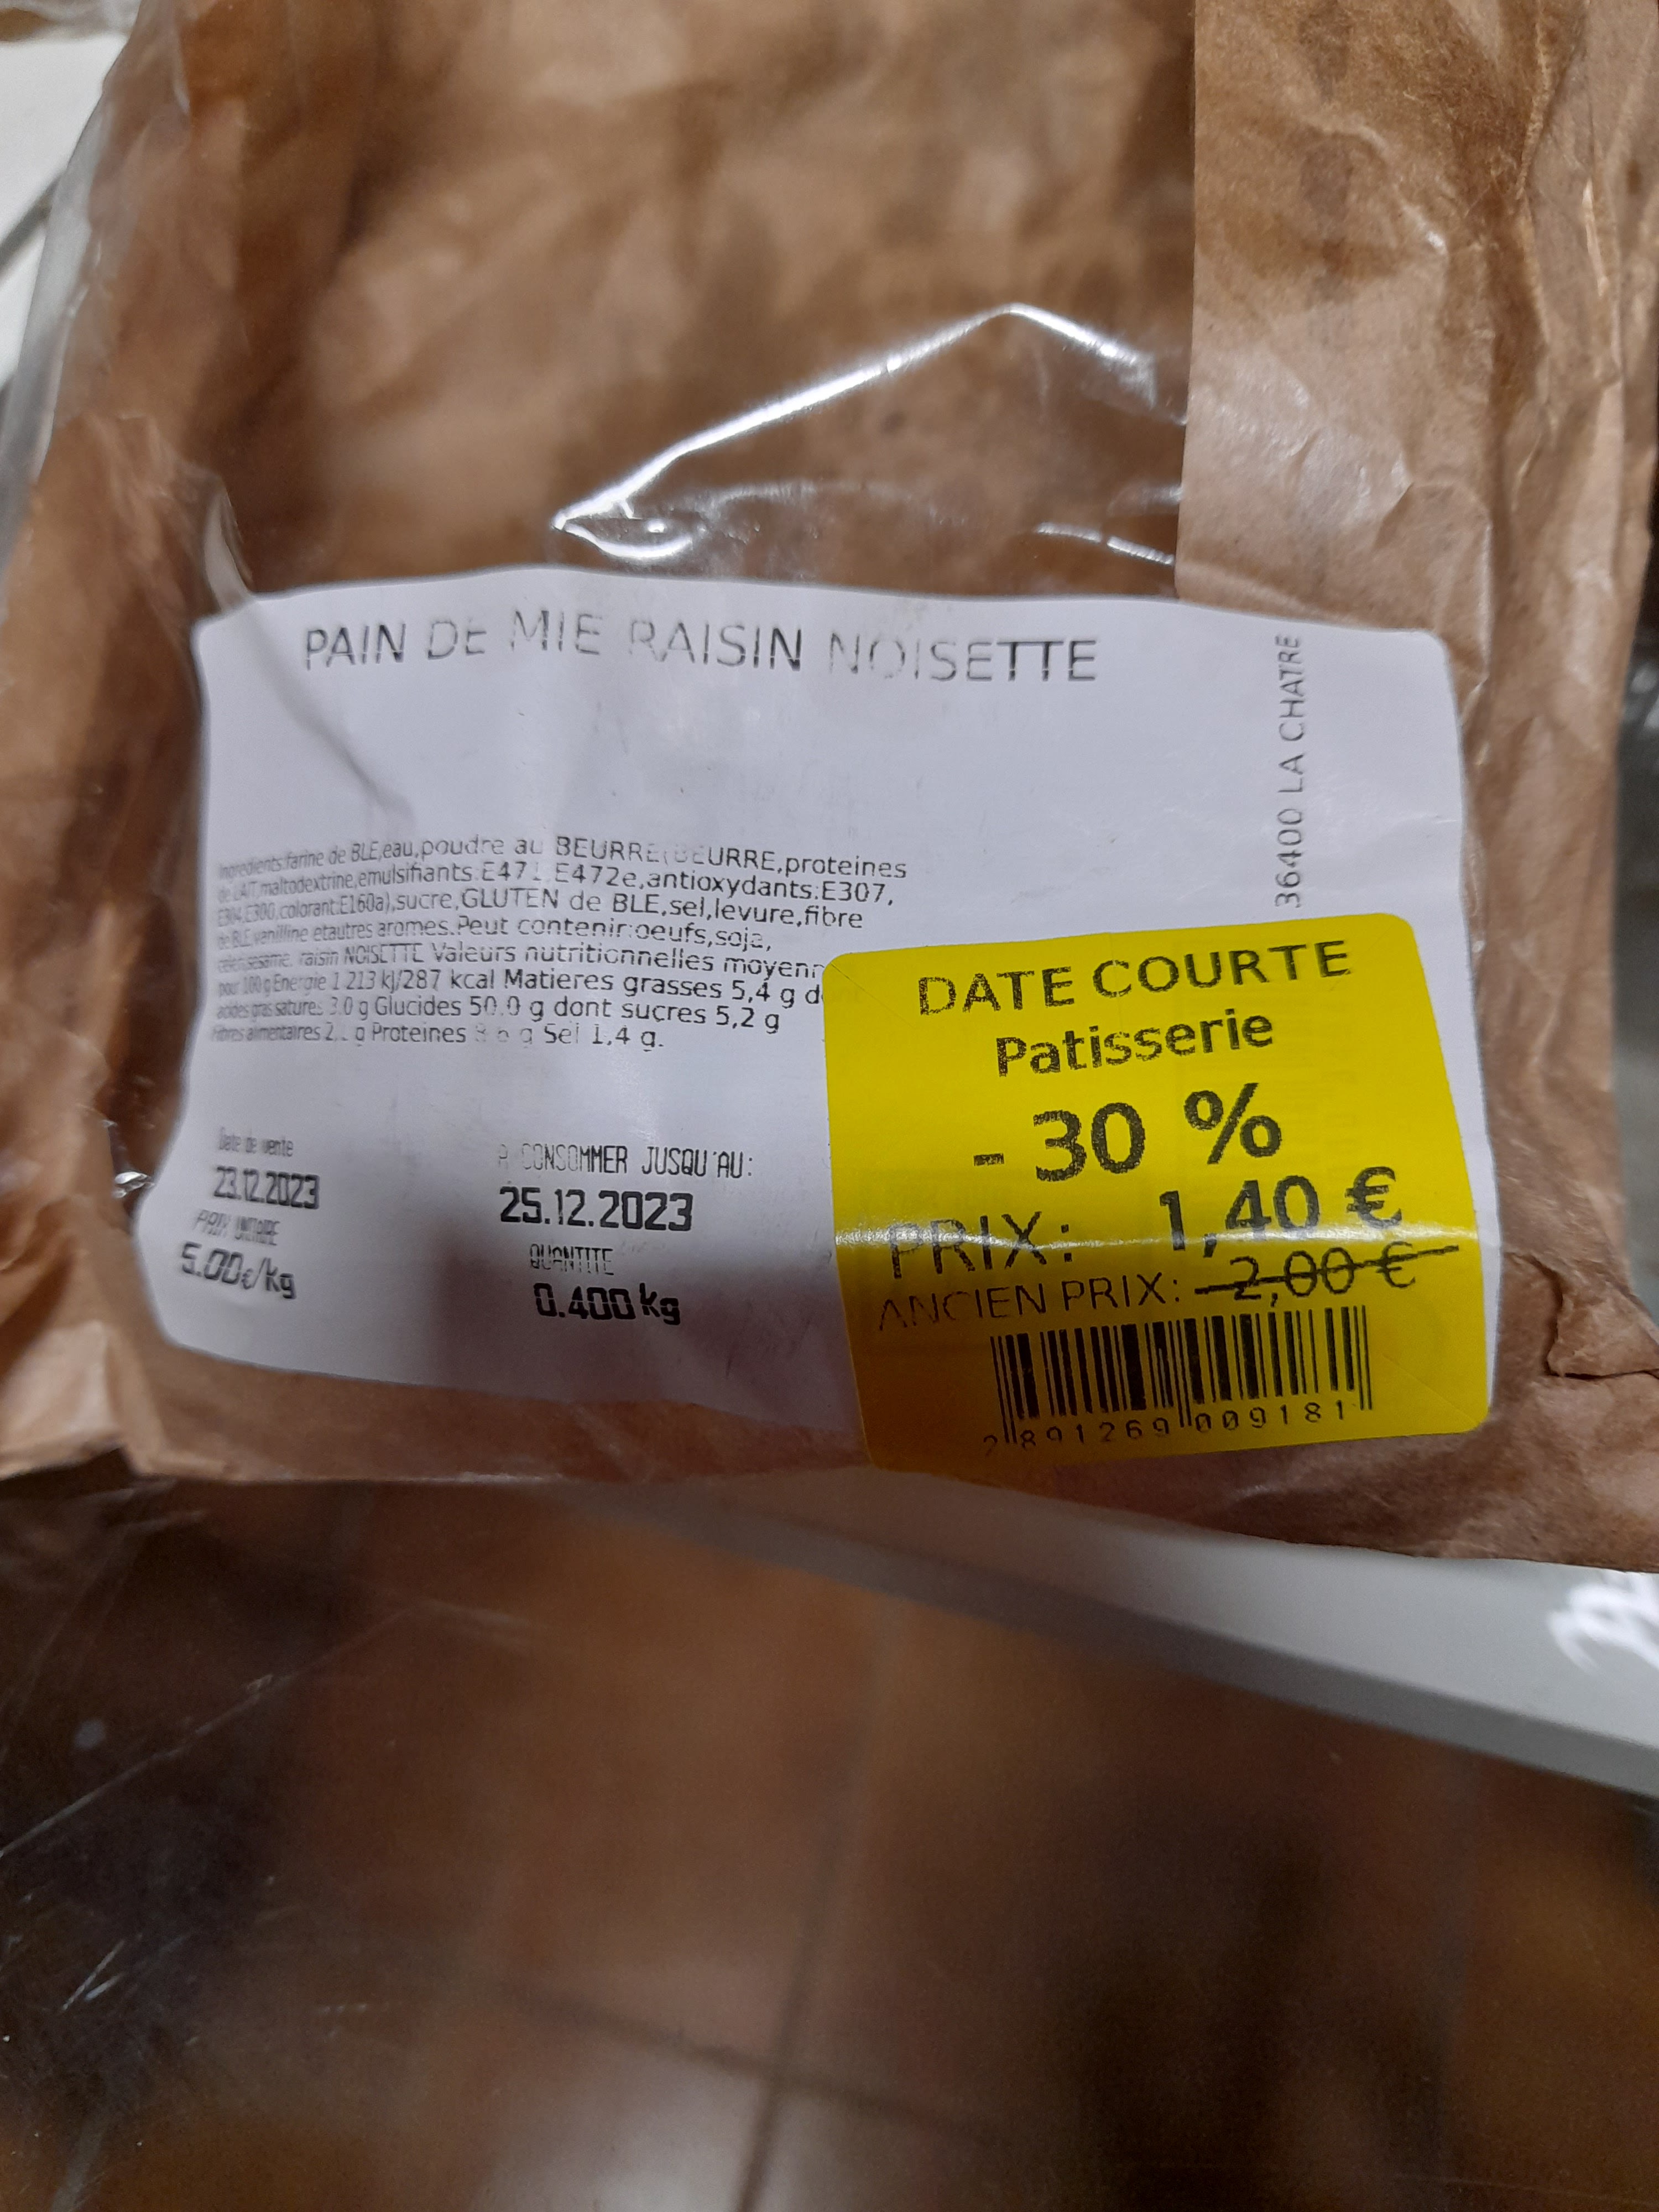 PAIN DE MIE RAISIN NOISETTE
36400 LA CHATRE
Ingredients:farine de BLE,eau,poudre au BEURRE(BEURRE,proteines
de LAIT,maltodextrine,emulsifiants:E471,E472e,antioxydants:E307,
E304,E300,colorant:E160a),sucre,GLUTEN de BLE,sel,levure,fibre
de BLE,vanilline etautres aromes.Peut contenir:oeufs,soja,
celeri,sesame. raisin NOISETTE Valeurs nutritionnelles moyenn
pour 100 g Energie 1 213 kJ/287 kcal Matieres grasses 5,4 g d
acides gras satures 3.0 g Glucides 50.0 g dont sucres 5,2 g
Fibres alimentaires g Proteines g Sel 1,4 g.
Date de vente
23.12.2023
PRIX UNITAIRE
5.00€/kg
A CONSOMMER JUSQU'AU:
25.12.2023
QUANTITE
0.400 kg
DATE COURTE
Patisserie
- 30 %
PRIX: 1,40 €
ANCIEN PRIX: 2,00 €
2 891269 009181